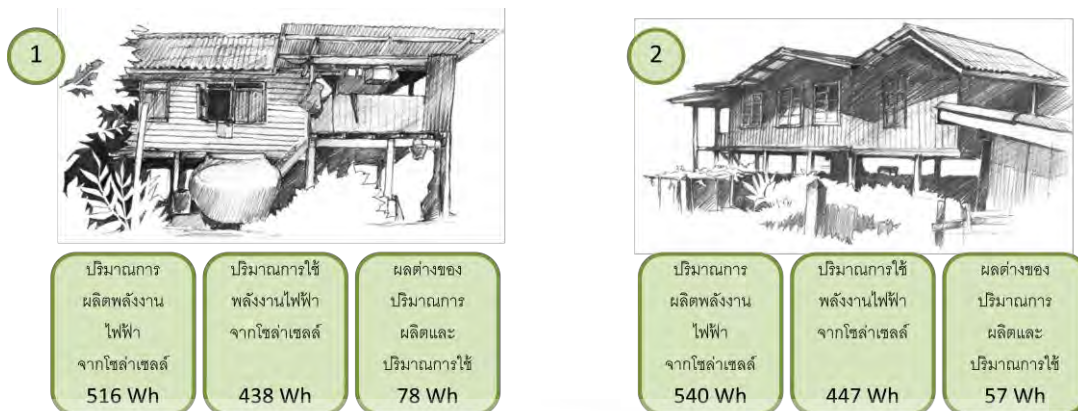 1
2
ปริมาณการ
ผลิตพลังงาน
ไฟฟ้า
จากโซล่าเซลล์
516 Wh
ปริมาณการใช้
พลังงานไฟฟ้า
จากโซล่าเซลล์
438 Wh
ผลต่างของ
ปริมาณการ
ผลิตและ
ปริมาณการใช้
78 Wh
ปริมาณการ
ผลิตพลังงาน
ไฟฟ้า
จากโซล่าเซลล์
540 Wh
ปริมาณการใช้
พลังงานไฟฟ้า
จากโซล่าเซลล์
447 Wh
ผลต่างของ
ปริมาณการ
ผลิตและ
ปริมาณการใช้
57 Wh